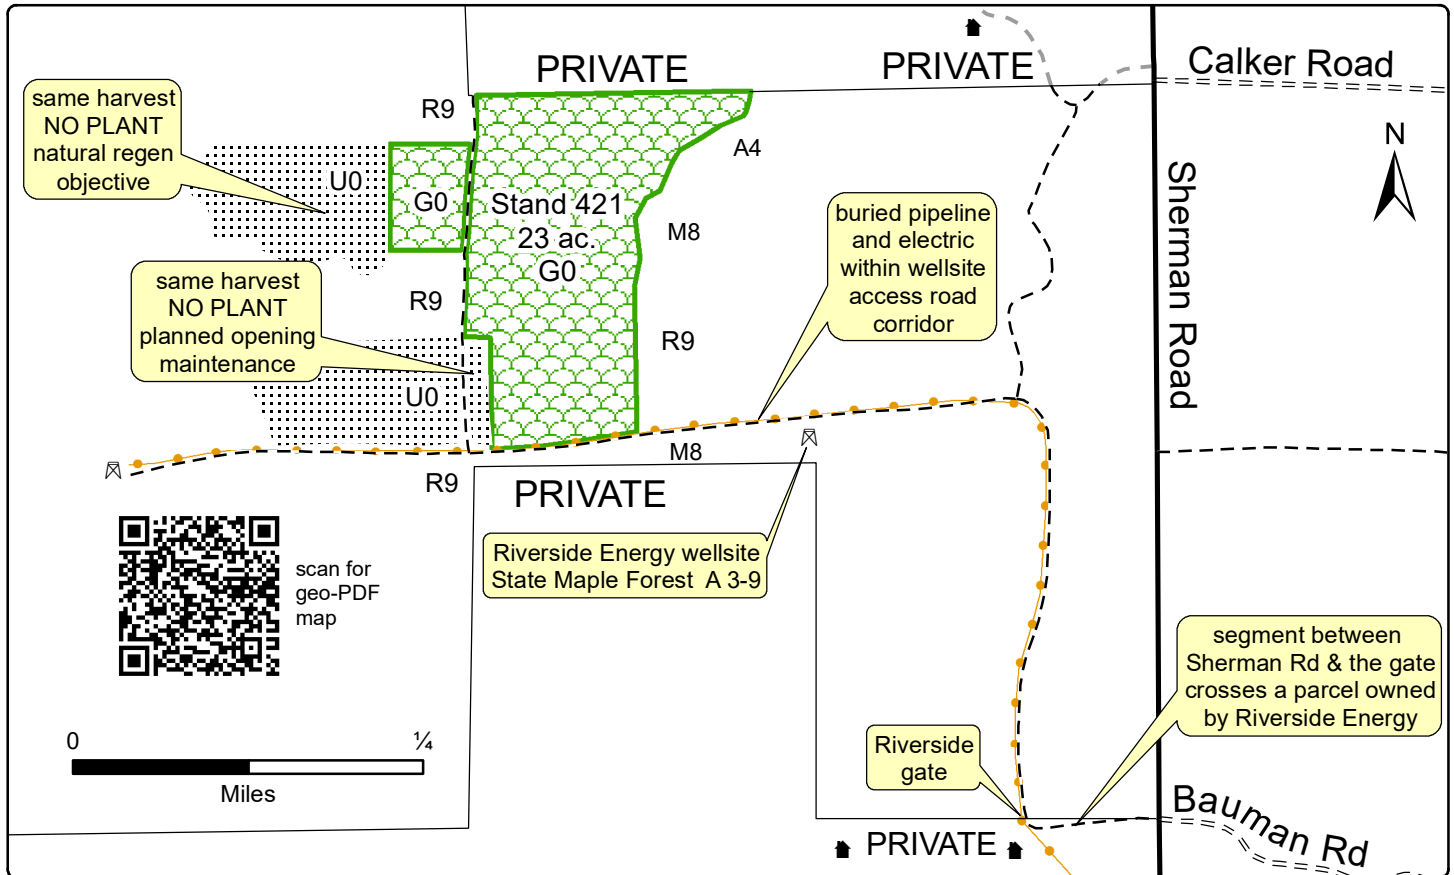 PRIVATE
PRIVATE
Calker Road
same harvest
NO PLANT
natural regen
objective
R9
A4
N
U0
G0
Stand 421
23 ac.
G0
M8
buried pipeline
and electric
within wellsite
access road
corridor
Sherman Road
same harvest
NO PLANT
planned opening
maintenance
R9
R9
U0
M8
R9
PRIVATE
Riverside Energy wellsite
State Maple Forest A 3-9
scan for
geo-PDF
map
segment between
Sherman Rd & the gate
crosses a parcel owned
by Riverside Energy
0 ¼
Miles
Riverside
gate
Bauman Rd
PRIVATE